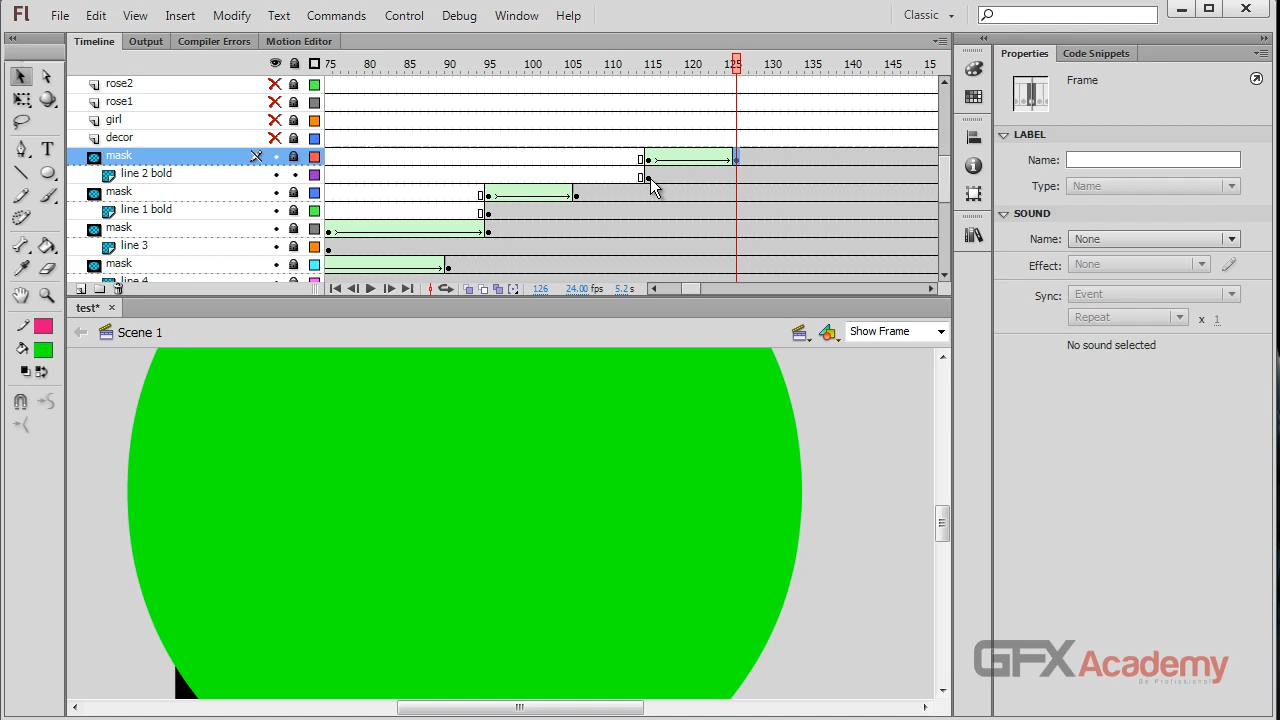 Fl File Edit View Insert Modify Text Commands Control Debug Window Help Classic
Timeline Output Compiler Errors Motion Editor
75 80 85 90 95 100 105 110 115 120 125 130 135 140 145 15
rose2
rose1
girl
decor
mask
line 2 bold
mask
line 1 bold
mask
line 3
mask
line 4
126 24.00 fps 5.2 s
test*
Scene 1
Show Frame
Properties Code Snippets
Frame
LABEL
Name:
Type: Name
SOUND
Name: None
Effect: None
Sync: Event
Repeat x 1
No sound selected
GFX Academy
Be Profissional